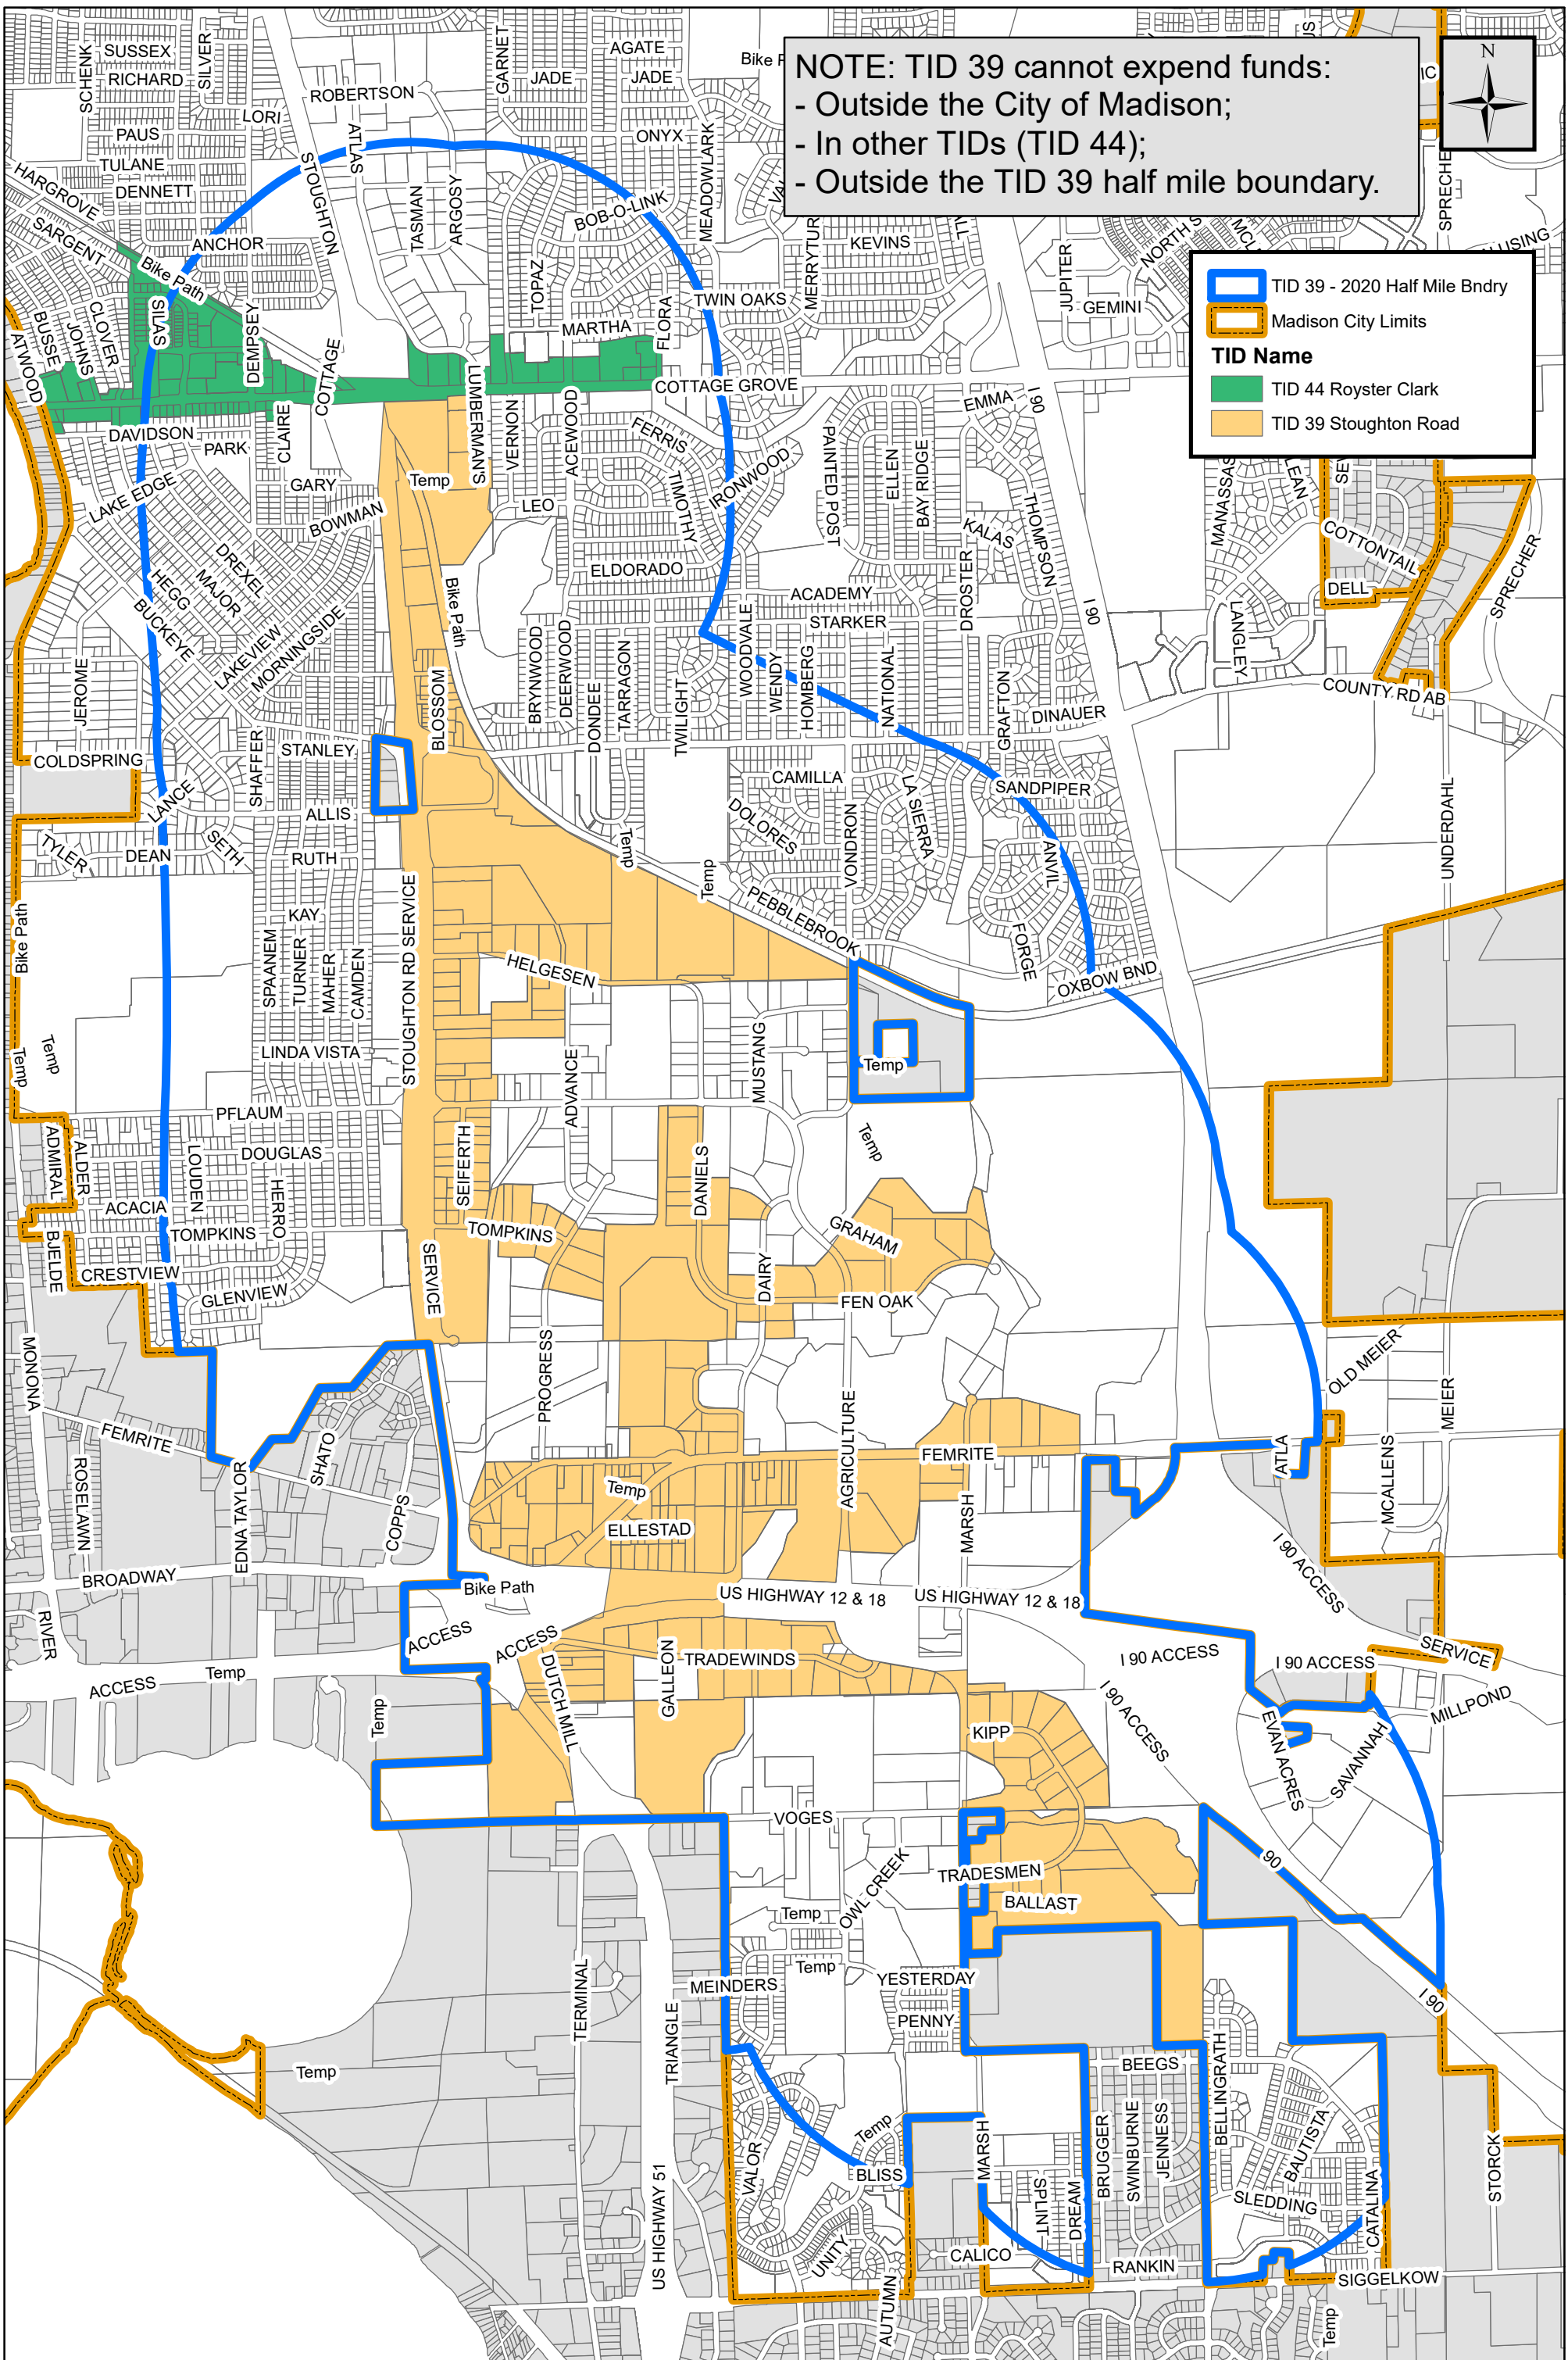 NOTE: TID 39 cannot expend funds:
- Outside the City of Madison;
- In other TIDs (TID 44);
- Outside the TID 39 half mile boundary.
N
TID 39 - 2020 Half Mile Bndry
Madison City Limits
TID Name
TID 44 Royster Clark
TID 39 Stoughton Road
SCHENK
SUSSEX
RICHARD
SILVER
LORI
ROBERTSON
GARNET
JADE
AGATE
JADE
ONYX
PAUS
TULANE
DENNETT
HARGROVE
SARGENT
ANCHOR
STOUGHTON
ATLAS
TASMAN
ARGOSY
BOB-O-LINK
MEADOWLARK
TOPAZ
FLORA
MARTHA
TWIN OAKS
MERRYTUR
KEVINS
JUPITER
NORTH S
GEMINI
SPRECHE
Bike Path
SILAS
CLOVER
JOHNS
BUSSE
ATWOOD
DEMPSEY
COTTAGE
LUMBERMANS
COTTAGE GROVE
EMMA
I 90
DAVIDSON
PARK
CLAIRE
GARY
LAKE EDGE
BOWMAN
Temp
VERNON
ACEWOOD
FERRIS
TIMOTHY
IRONWOOD
LEO
PAINTED POST
ELLEN
BAY RIDGE
KALAS
THOMPSON
MANASSAS
COTTONTAIL
DELL
SPRECHER
DREXEL
MAJOR
HEGG
BUCKEYE
LAKEVIEW
MORNINGSIDE
Bike Path
ELDORADO
ACADEMY
STARKER
DROSTER
I 90
LANGLEY
COUNTY RD AB
JEROME
COLDSPRING
SHAFFER
STANLEY
BLOSSOM
BRYNWOOD
DEERWOOD
DONDEE
TARRAGON
TWILIGHT
WOODVALE
WENDY
HOMBERG
NATIONAL
GRAFTON
DINAUER
LANCE
ALLIS
TYLER
DEAN
SETH
RUTH
CAMILLA
DOLORES
VONDRON
LA SIERRA
SANDPIPER
ANVIL
UNDERDAHL
Temp
Temp
PEBBLEBROOK
Bike Path
KAY
SPAANEM
TURNER
MAHER
CAMDEN
STOUGHTON RD SERVICE
HELGESEN
FORGE
OXBOW BND
Temp
Temp
LINDA VISTA
MUSTANG
ADVANCE
Temp
PFLAUM
ADMIRAL
ALDER
LOUDEN
DOUGLAS
HERRO
SEIFERTH
DANIELS
Temp
ACACIA
TOMPKINS
TOMPKINS
GRAHAM
BJELDE
CRESTVIEW
GLENVIEW
SERVICE
DAIRY
FEN OAK
MONONA
PROGRESS
AGRICULTURE
OLD MEIER
MEIER
FEMRITE
ROSELAWN
EDNA TAYLOR
SHATO
COPPS
Temp
ELLESTAD
FEMRITE
MARSH
ATLA
MCALLENS
I 90 ACCESS
BROADWAY
Bike Path
US HIGHWAY 12 & 18
US HIGHWAY 12 & 18
RIVER
ACCESS
Temp
ACCESS
ACCESS
DUTCH MILL
GALLEON
TRADEWINDS
I 90 ACCESS
I 90 ACCESS
SERVICE
I 90 ACCESS
MILLPOND
Temp
KIPP
EVAN ACRES
SAVANNAH
VOGES
TRADESMEN
BALLAST
90
OWL CREEK
Temp
Temp
TERMINAL
TRIANGLE
MEINDERS
YESTERDAY
PENNY
I 90
Temp
BEEGS
BRUGGER
SWINBURNE
JENNESS
BELLINGRATH
BAUTISTA
SLEDDING
CATALINA
STORCK
VALOR
Temp
BLISS
MARSH
SPLINT
DREAM
UNITY
CALICO
RANKIN
SIGGELKOW
US HIGHWAY 51
AUTUMN
Temp